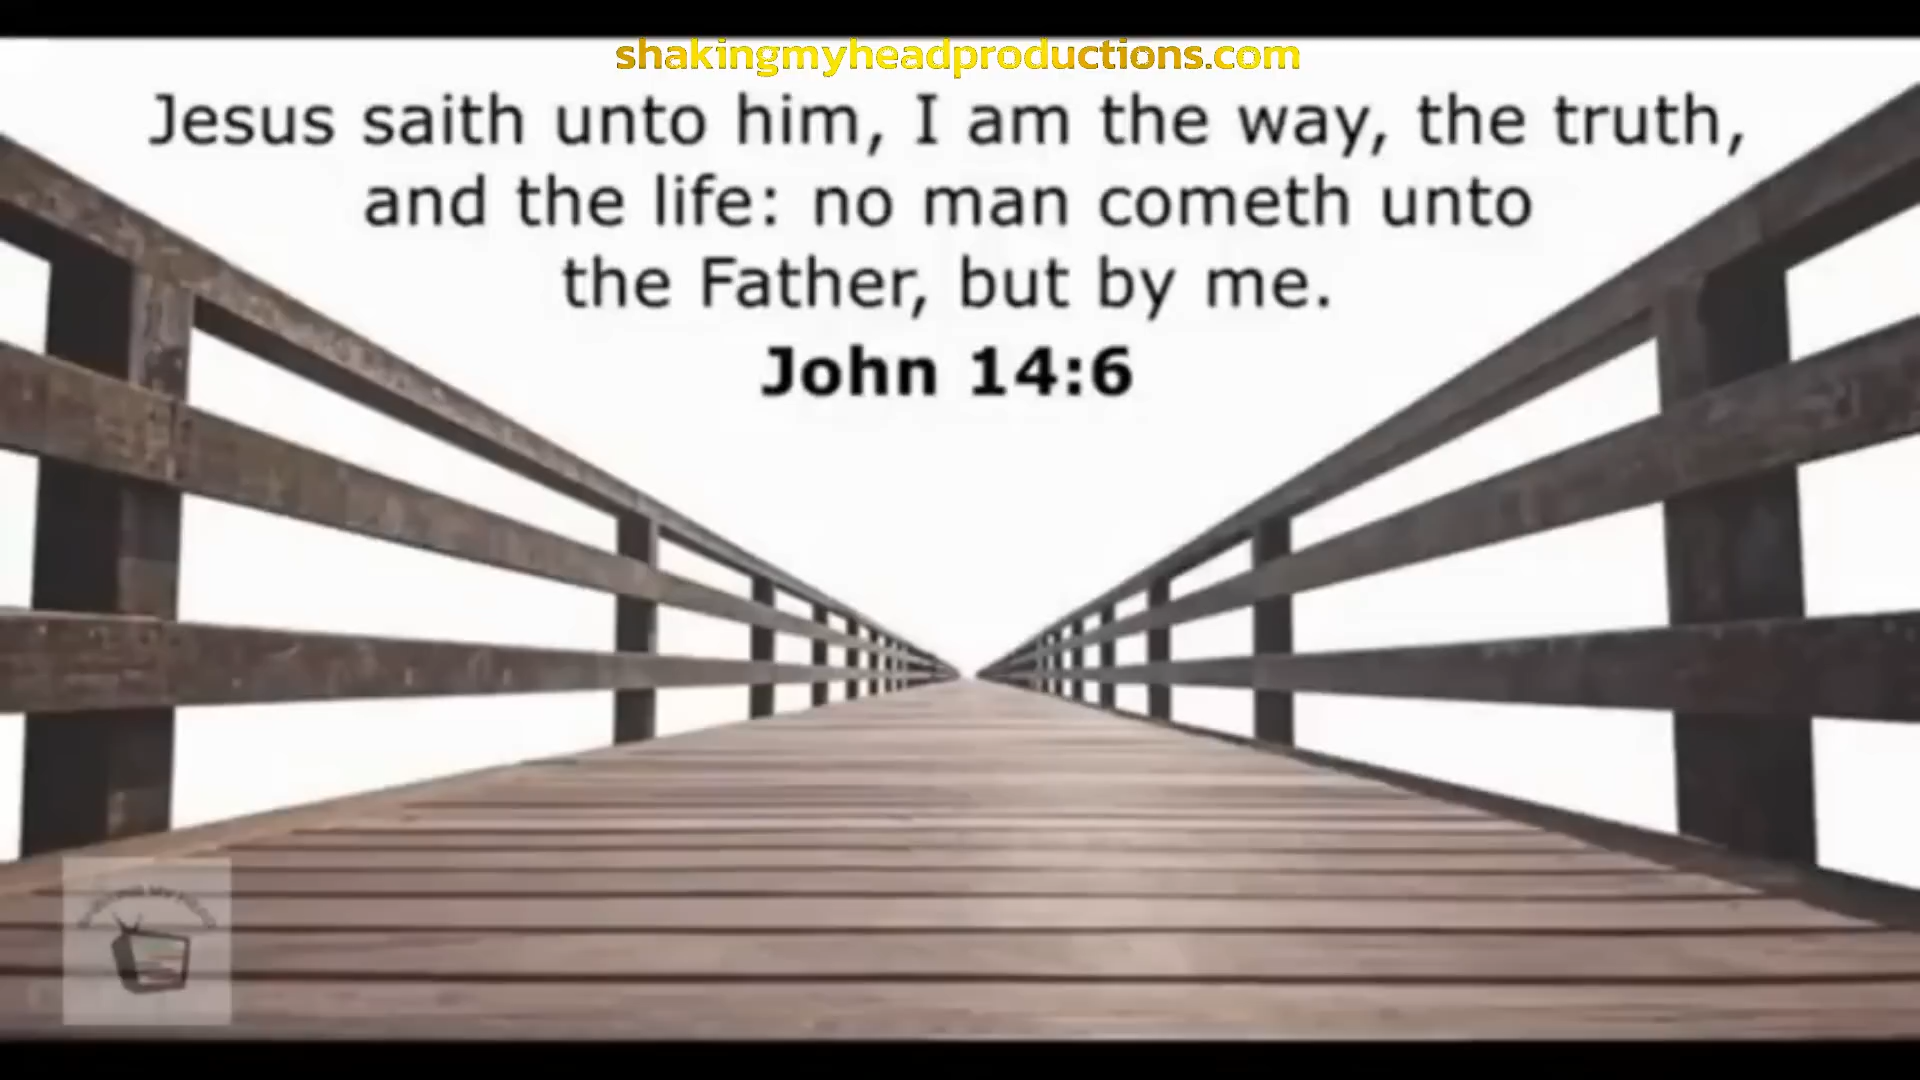 shakingmyheadproductions.com
Jesus saith unto him, I am the way, the truth,
and the life: no man cometh unto
the Father, but by me.
John 14:6